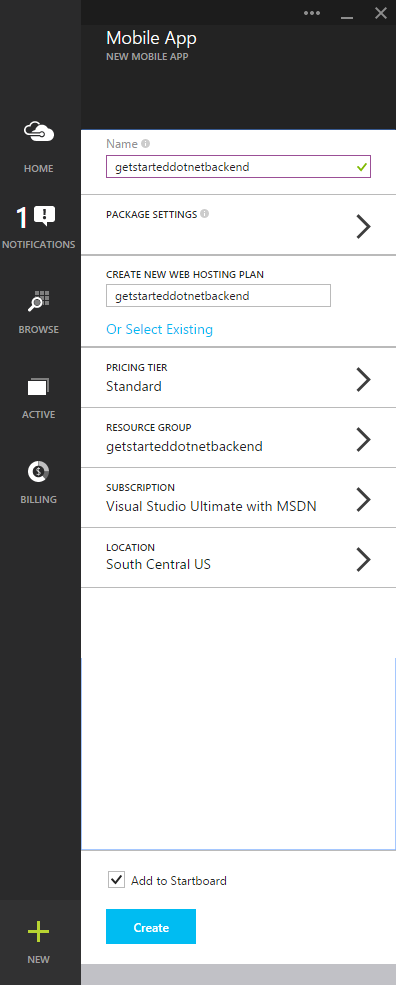 Mobile App
NEW MOBILE APP
HOME
1
NOTIFICATIONS
BROWSE
ACTIVE
BILLING
NEW
Name
getstarteddotnetbackend
PACKAGE SETTINGS
CREATE NEW WEB HOSTING PLAN
getstarteddotnetbackend
Or Select Existing
PRICING TIER
Standard
RESOURCE GROUP
getstarteddotnetbackend
SUBSCRIPTION
Visual Studio Ultimate with MSDN
LOCATION
South Central US
Add to Startboard
Create